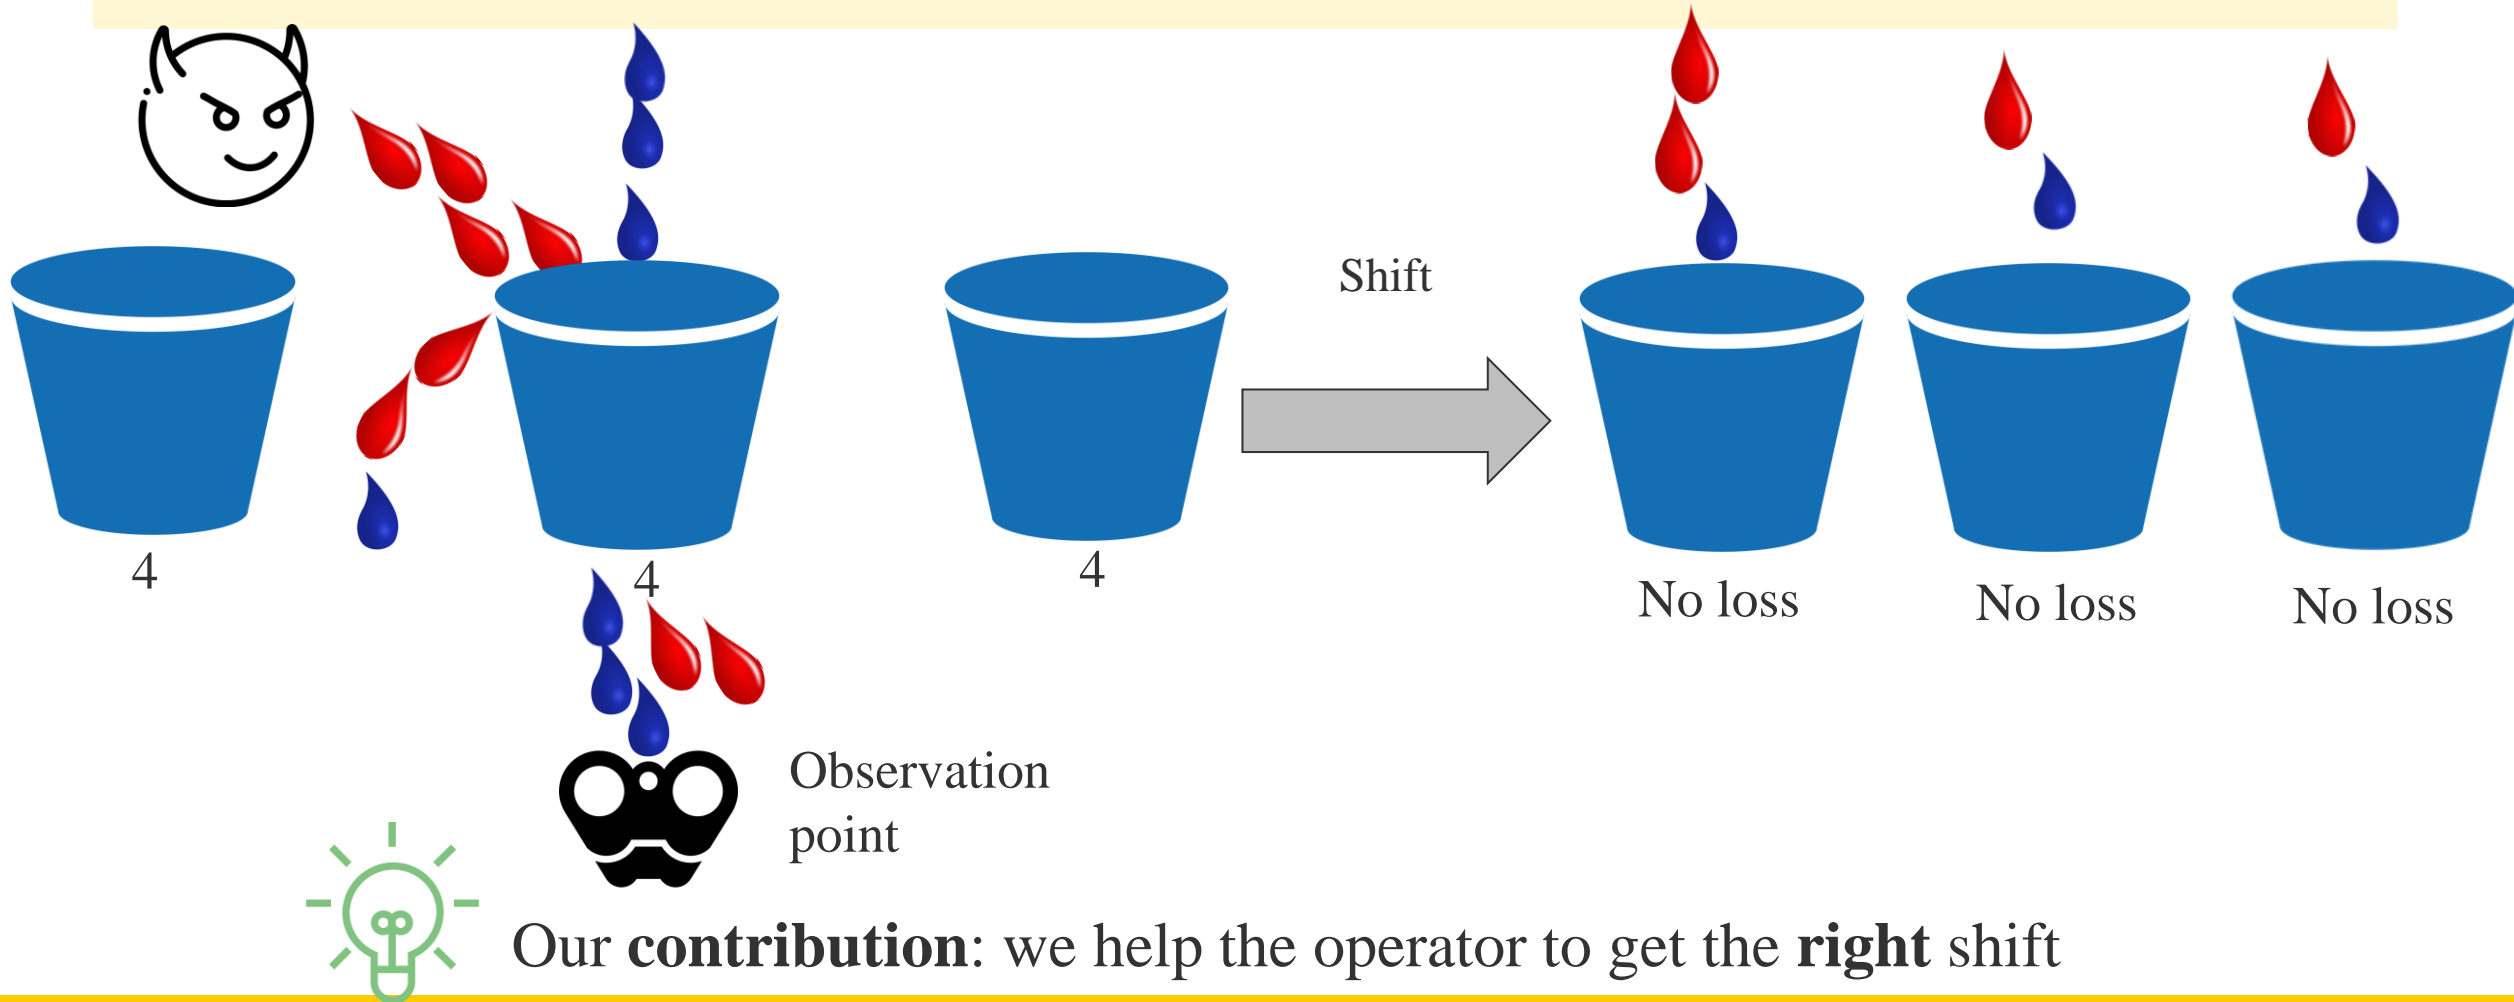 Shift
4
4
4
No loss
No loss
No loss
Observation
point
Our contribution: we help the operator to get the right shift